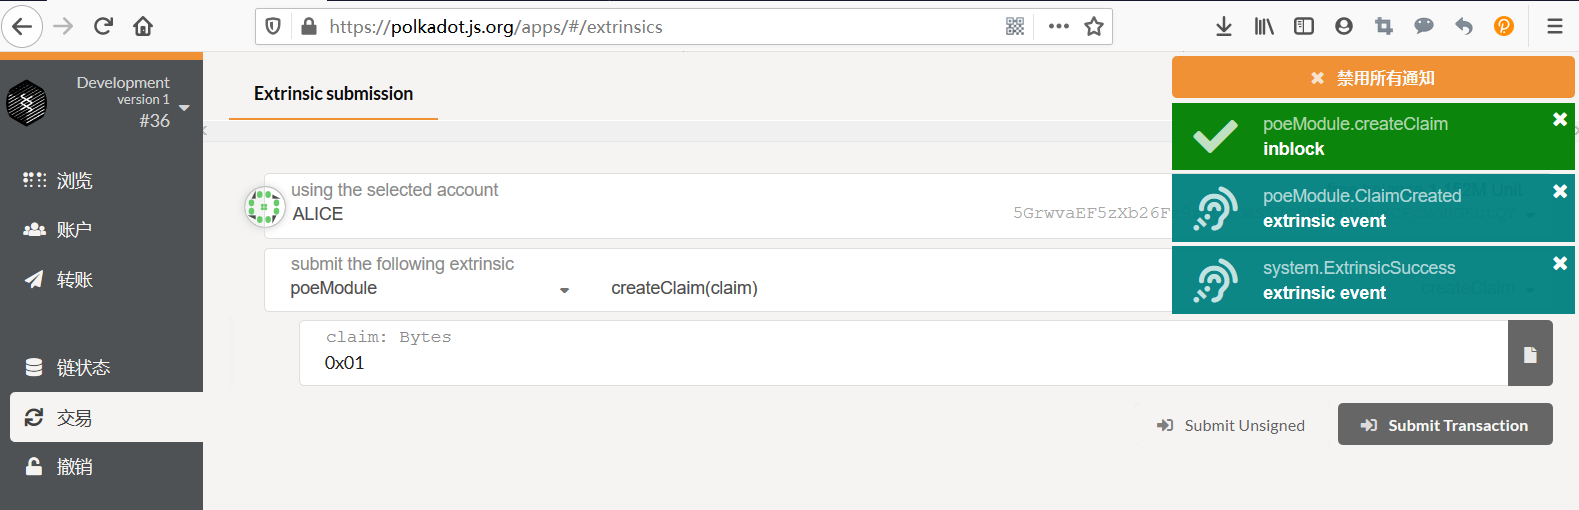 https://polkadot.js.org/apps/#/extrinsics
Development
version 1
#36
浏览
账户
转账
链状态
交易
撤销
Extrinsic submission
using the selected account
ALICE
5GrwvaEF5zXb26F
submit the following extrinsic
poeModule
createClaim(claim)
claim: Bytes
0x01
Submit Unsigned
Submit Transaction
禁用所有通知
poeModule.createClaim
inblock
poeModule.ClaimCreated
extrinsic event
system.ExtrinsicSuccess
extrinsic event
createClaim